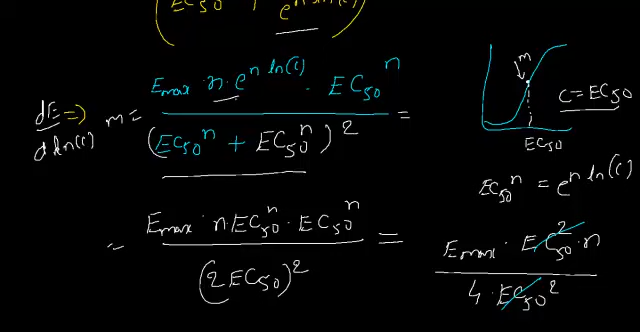 ( EC50 + e^n ln(c) )
dE/dln(c) => m = (Emax · n · e^n ln(c) · EC50^n) / (EC50^n + EC50^n)^2 =
m
C = EC50
EC50
EC50^n = e^n ln(c)
= (Emax · n EC50^n · EC50^n) / (2EC50)^2 = (Emax · EC50^2 · n) / (4 · EC50^2)